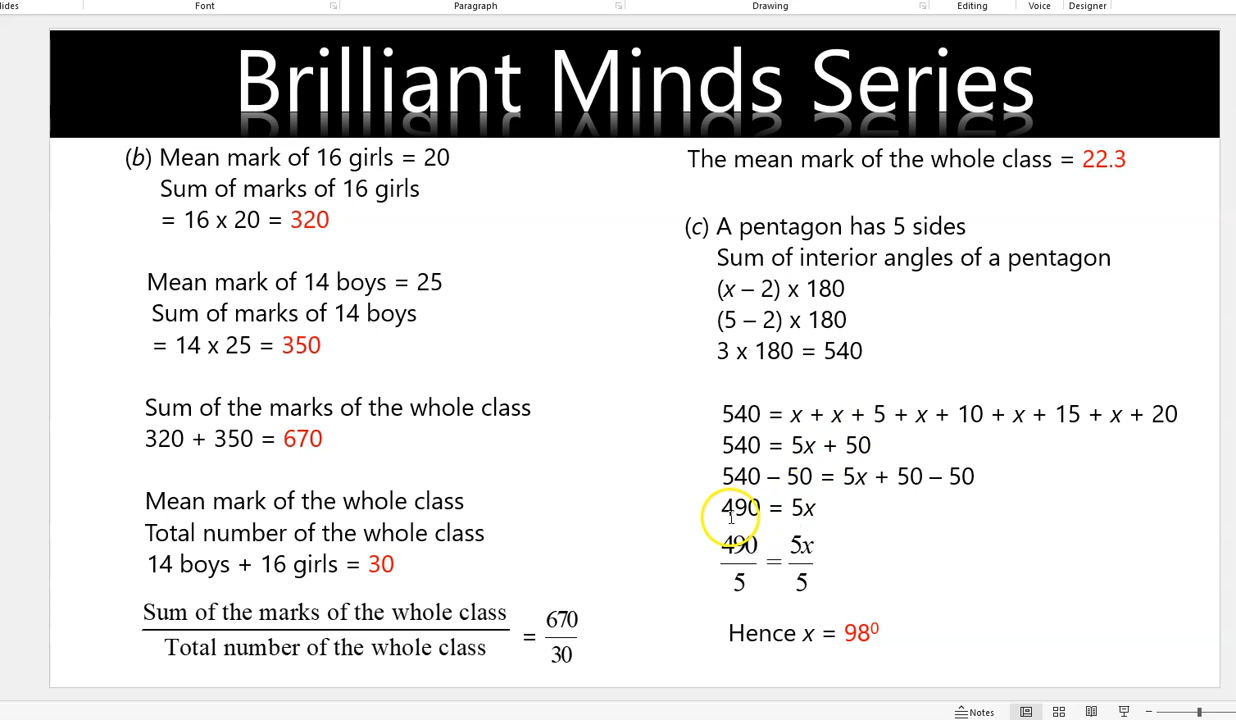 lides Font Paragraph Drawing Editing Voice Designer
Brilliant Minds Series
(b) Mean mark of 16 girls = 20
Sum of marks of 16 girls
= 16 x 20 = 320
Mean mark of 14 boys = 25
Sum of marks of 14 boys
= 14 x 25 = 350
Sum of the marks of the whole class
320 + 350 = 670
Mean mark of the whole class
Total number of the whole class
14 boys + 16 girls = 30
Sum of the marks of the whole class
Total number of the whole class
= 670
30
The mean mark of the whole class = 22.3
(c) A pentagon has 5 sides
Sum of interior angles of a pentagon
(x – 2) x 180
(5 – 2) x 180
3 x 180 = 540
540 = x + x + 5 + x + 10 + x + 15 + x + 20
540 = 5x + 50
540 – 50 = 5x + 50 – 50
490 = 5x
490 = 5x
5 5
Hence x = 98⁰
Notes